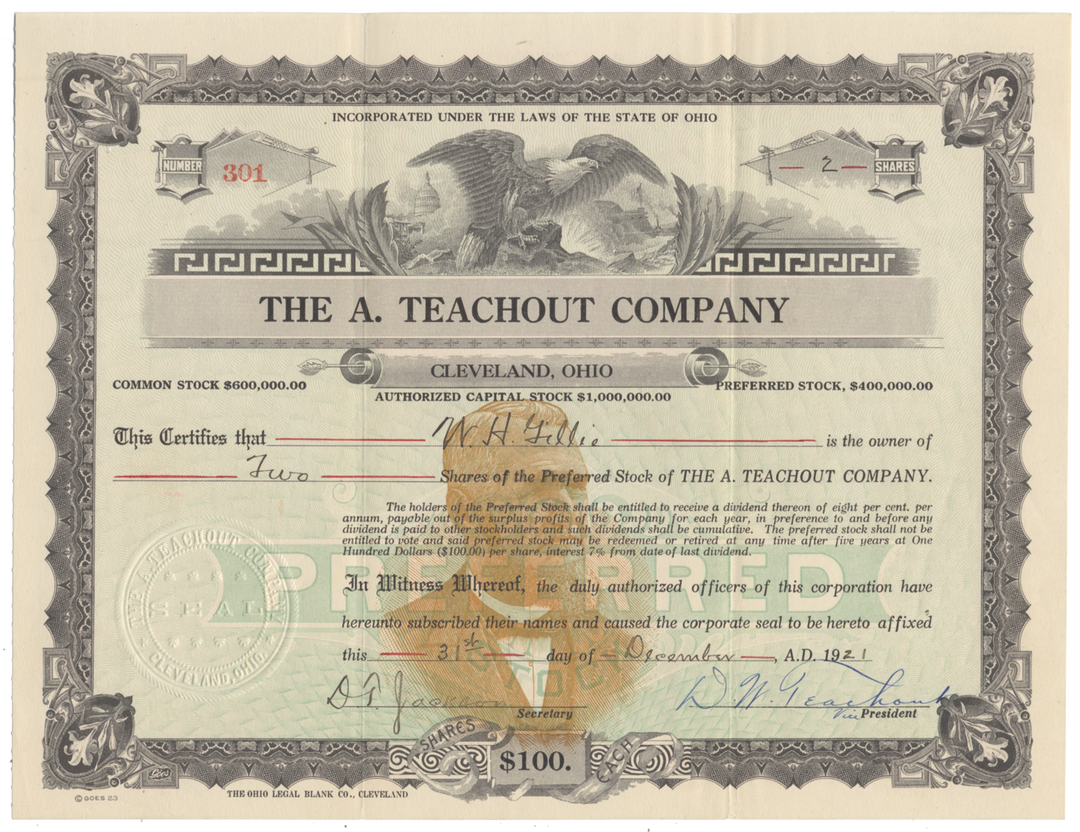 INCORPORATED UNDER THE LAWS OF THE STATE OF OHIO
NUMBER 301
2 SHARES
THE A. TEACHOUT COMPANY
CLEVELAND, OHIO
COMMON STOCK $600,000.00
PREFERRED STOCK, $400,000.00
AUTHORIZED CAPITAL STOCK $1,000,000.00
This Certifies that W. H. Gillie is the owner of
Two Shares of the Preferred Stock of THE A. TEACHOUT COMPANY.
The holders of the Preferred Stock shall be entitled to receive a dividend thereon of eight per cent. per
annum, payable out of the surplus profits of the Company for each year, in preference to and before any
dividend is paid to other stockholders and such dividends shall be cumulative. The preferred stock shall not be
entitled to vote and said preferred stock may be redeemed or retired at any time after five years at One
Hundred Dollars ($100.00) per share, interest 7% from date of last dividend.
PREFERRED
STOCK
In Witness Whereof, the duly authorized officers of this corporation have
hereunto subscribed their names and caused the corporate seal to be hereto affixed
this 31st day of December, A.D. 1921
THE A. TEACHOUT COMPANY
SEAL
CLEVELAND, OHIO
D T Jackson
Secretary
D. W. Teachout
Vice President
SHARES $100. EACH
Goes
© GOES 23
THE OHIO LEGAL BLANK CO., CLEVELAND